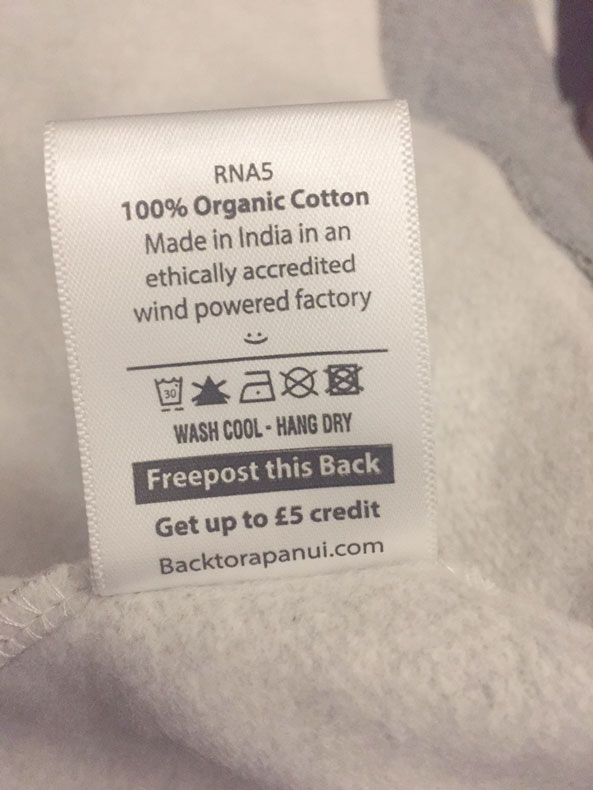 RNA5
100% Organic Cotton
Made in India in an
ethically accredited
wind powered factory
:)
30
WASH COOL - HANG DRY
Freepost this Back
Get up to £5 credit
Backtorapanui.com